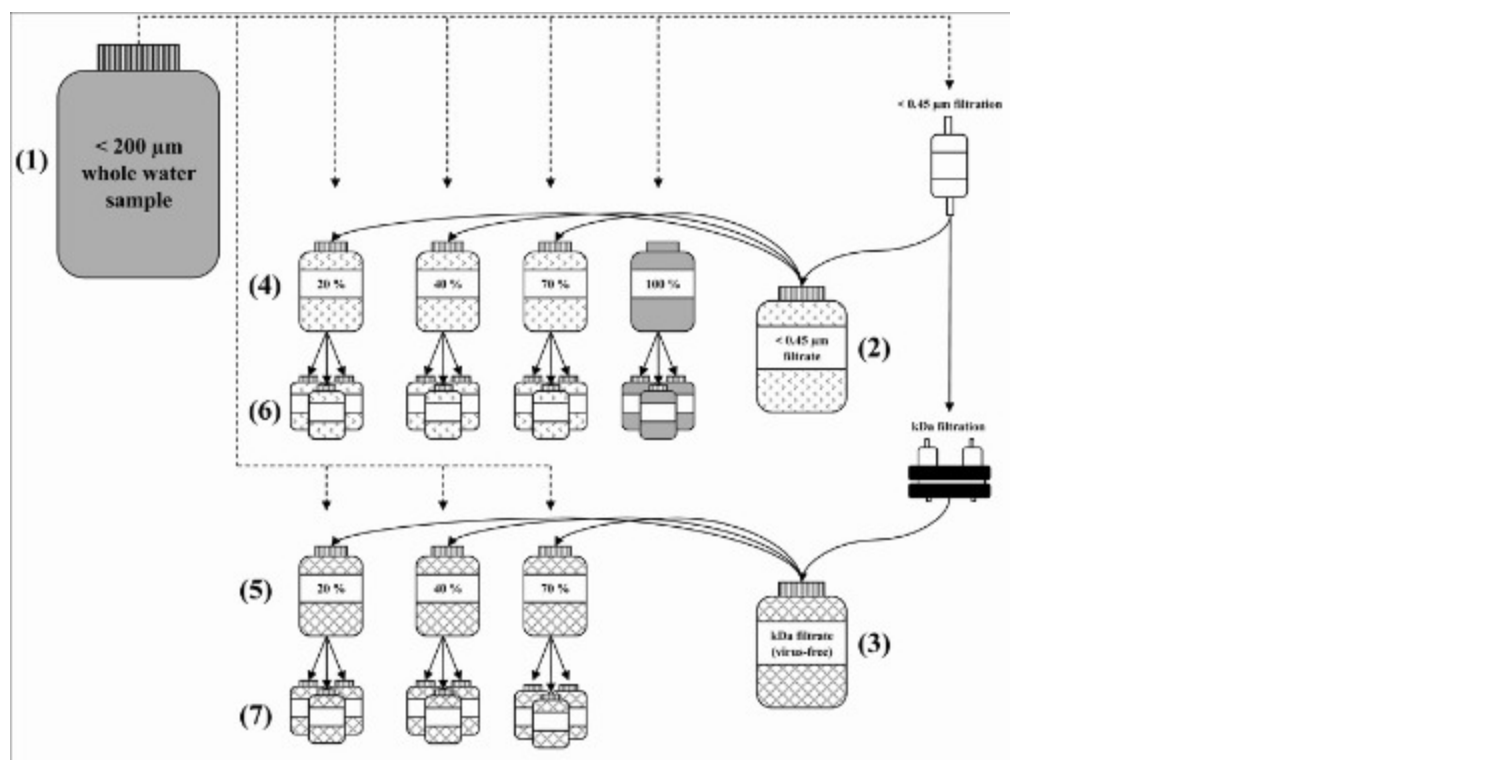 < 0.45 µm filtration
(1)
< 200 µm
whole water
sample
(4)
20 %
40 %
70 %
100 %
< 0.45 µm
filtrate
(2)
(6)
kDa filtration
(5)
20 %
40 %
70 %
kDa filtrate
(virus-free)
(3)
(7)